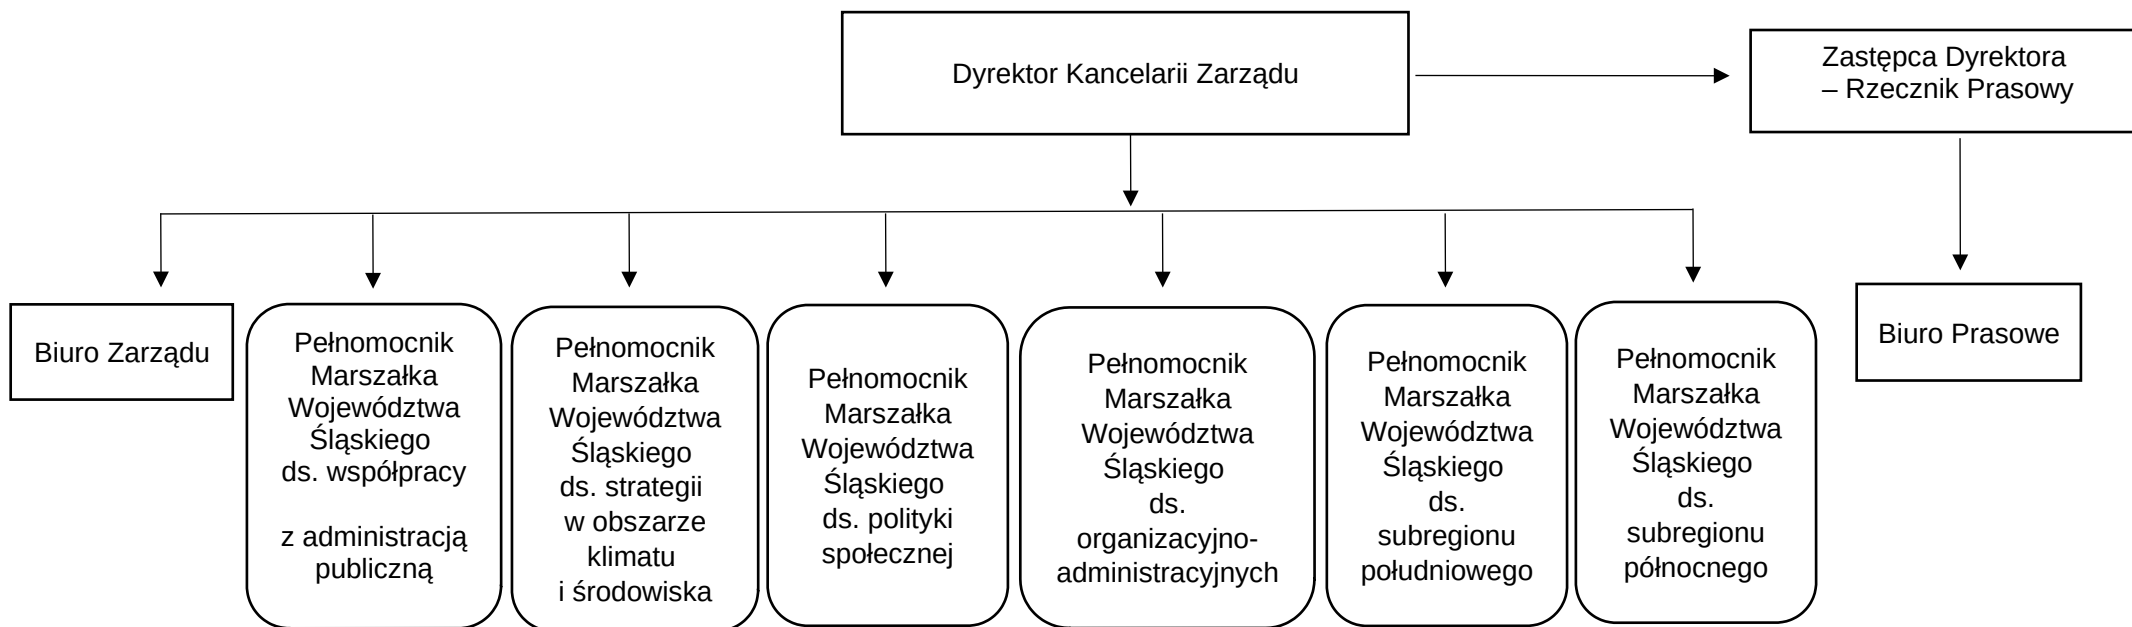 Dyrektor Kancelarii Zarządu
Zastępca Dyrektora
– Rzecznik Prasowy
Biuro Zarządu
Pełnomocnik
Marszałka
Województwa
Śląskiego
ds. współpracy
z administracją
publiczną
Pełnomocnik
Marszałka
Województwa
Śląskiego
ds. strategii
w obszarze
klimatu
i środowiska
Pełnomocnik
Marszałka
Województwa
Śląskiego
ds. polityki
społecznej
Pełnomocnik
Marszałka
Województwa
Śląskiego
ds.
organizacyjno-
administracyjnych
Pełnomocnik
Marszałka
Województwa
Śląskiego
ds.
subregionu
południowego
Pełnomocnik
Marszałka
Województwa
Śląskiego
ds.
subregionu
północnego
Biuro Prasowe